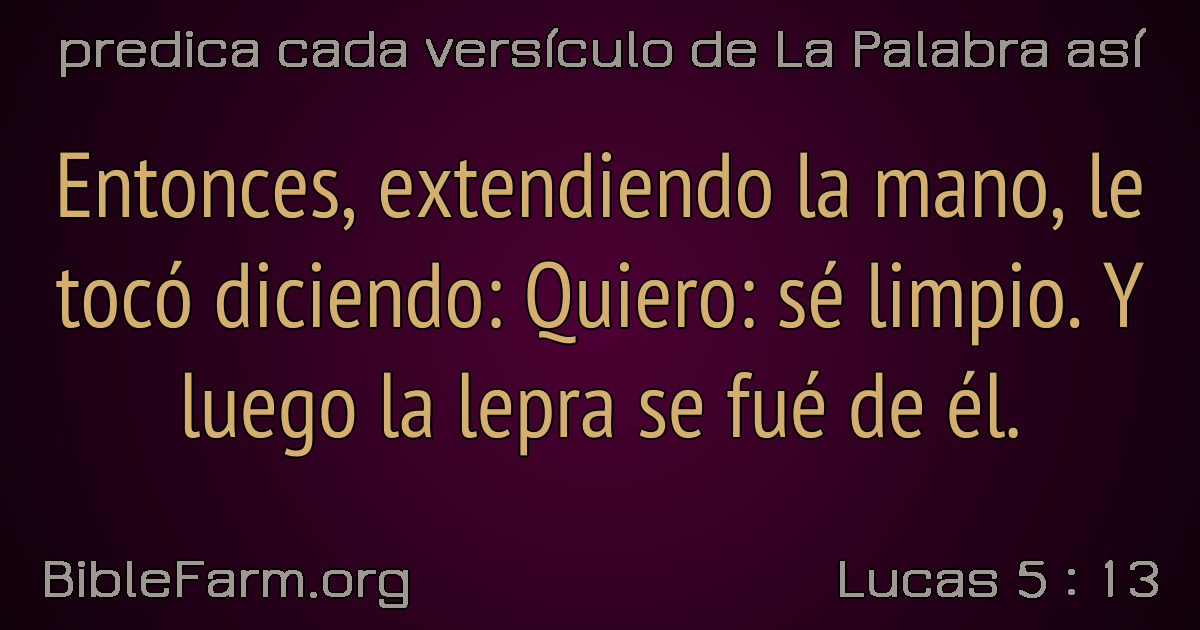 predica cada versículo de La Palabra así
Entonces, extendiendo la mano, le
tocó diciendo: Quiero: sé limpio. Y
luego la lepra se fué de él.
BibleFarm.org
Lucas 5 : 13